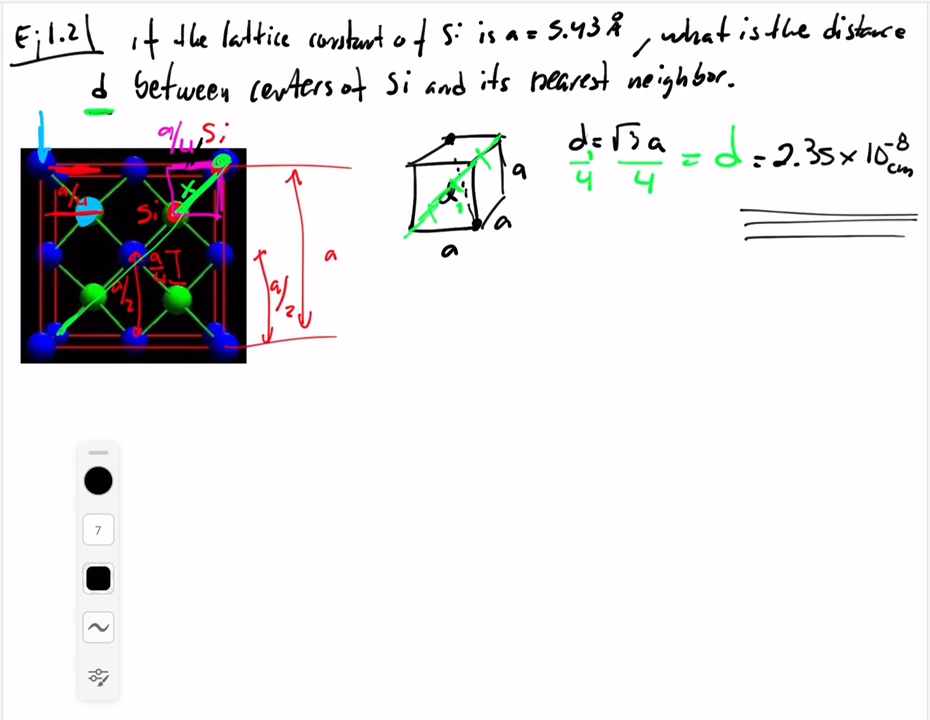 Ej 1.2 if the lattice constant of Si is a = 5.43 Å, what is the distance
d between centers of Si and its nearest neighbor.
a/4 Si
a/4 x
Si
a/4
a/2 a/2 a
a
a
a
d' = √3 a
4 4 = d = 2.35 × 10⁻⁸ cm
7